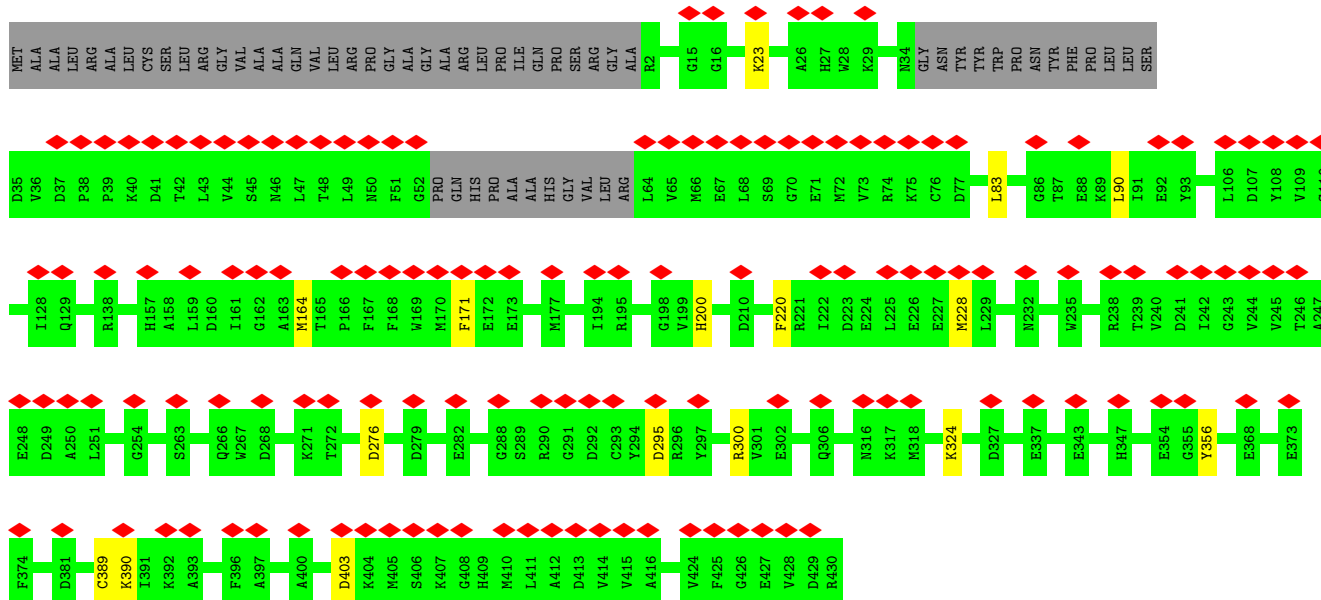 MET ALA ALA LEU ARG ALA LEU CYS SER LEU ARG GLY VAL ALA ALA GLN VAL LEU ARG PRO GLY ALA GLY ALA ARG LEU PRO ILE GLN PRO SER ARG GLY ALA R2 G15 G16 K23 A26 H27 W28 K29 N34 GLY ASN TYR TYR TRP PRO ASN TYR PHE PRO LEU LEU SER
D35 V36 D37 P38 P39 K40 D41 T42 L43 V44 S45 N46 L47 T48 L49 N50 F51 G52 PRO GLN HIS PRO ALA ALA HIS GLY VAL LEU ARG L64 V65 M66 E67 L68 S69 G70 E71 M72 V73 R74 K75 C76 D77 L83 G86 T87 E88 K89 L90 I91 E92 Y93 L106 D107 Y108 V109
I128 Q129 R138 H157 A158 L159 D160 I161 G162 A163 M164 T165 P166 F167 F168 W169 M170 F171 E172 E173 M177 I194 R195 G198 V199 H200 D210 F220 R221 I222 D223 E224 L225 E226 E227 M228 L229 N232 W235 R238 T239 V240 D241 I242 G243 V244 V245 T246 A247
E248 D249 A250 L251 G254 S263 Q266 W267 D268 K271 T272 D276 D279 E282 G288 S289 R290 G291 D292 C293 Y294 D295 R296 Y297 R300 V301 E302 Q306 N316 K317 M318 K324 D327 E337 E343 H347 E354 G355 Y356 E368 E373
F374 D381 C389 K390 I391 K392 A393 F396 A397 A400 D403 K404 M405 S406 K407 G408 H409 M410 L411 A412 D413 V414 V415 A416 V424 F425 G426 E427 V428 D429 R430